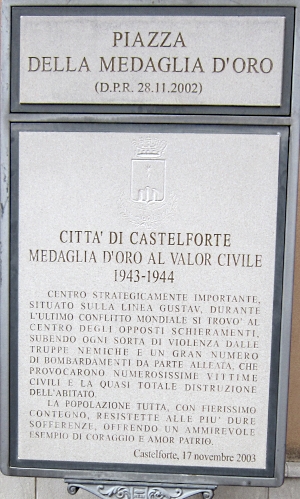 PIAZZA
DELLA MEDAGLIA D'ORO
(D.P.R. 28.11.2002)
CITTA' DI CASTELFORTE
MEDAGLIA D'ORO AL VALOR CIVILE
1943-1944
CENTRO STRATEGICAMENTE IMPORTANTE,
SITUATO SULLA LINEA GUSTAV, DURANTE
L'ULTIMO CONFLITTO MONDIALE SI TROVO' AL
CENTRO DEGLI OPPOSTI SCHIERAMENTI,
SUBENDO OGNI SORTA DI VIOLENZA DALLE
TRUPPE NEMICHE E UN GRAN NUMERO
DI BOMBARDAMENTI DA PARTE ALLEATA, CHE
PROVOCARONO NUMEROSISSIME VITTIME
CIVILI E LA QUASI TOTALE DISTRUZIONE
DELL'ABITATO.
LA POPOLAZIONE TUTTA, CON FIERISSIMO
CONTEGNO, RESISTETTE ALLE PIU' DURE
SOFFERENZE, OFFRENDO UN AMMIREVOLE
ESEMPIO DI CORAGGIO E AMOR PATRIO.
Castelforte, 17 novembre 2003